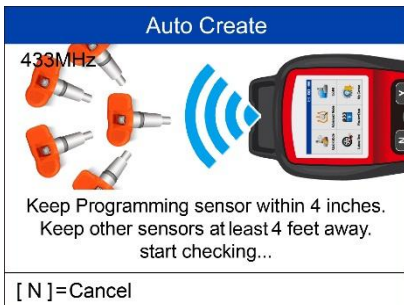 Auto Create
433MHz
Y
N
Keep Programming sensor within 4 inches.
Keep other sensors at least 4 feet away.
start checking...
[ N ]=Cancel